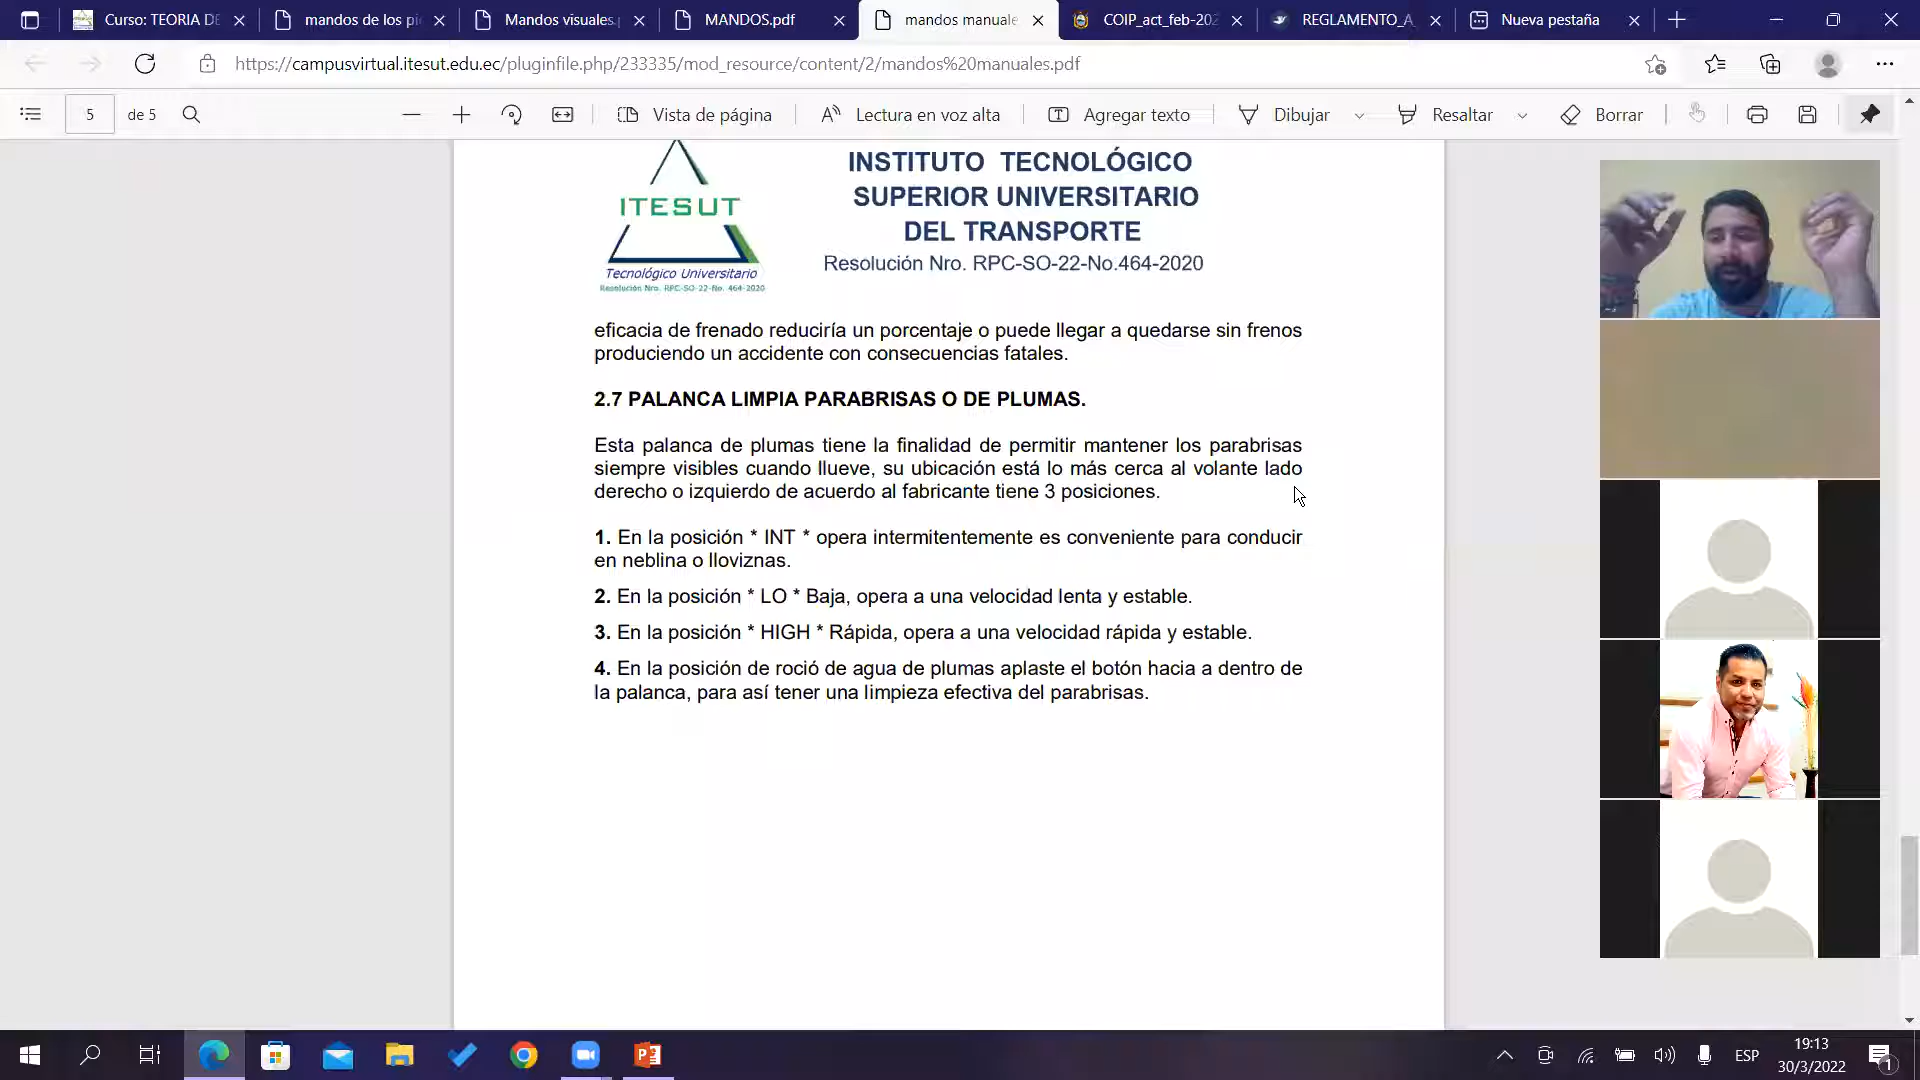 Curso: TEORIA DE
mandos de los pi
Mandos visuales.p
MANDOS.pdf
mandos manuale
COIP_act_feb-202
REGLAMENTO_A
Nueva pestaña
https://campusvirtual.itesut.edu.ec/pluginfile.php/233335/mod_resource/content/2/mandos%20manuales.pdf
5 de 5
Vista de página
Lectura en voz alta
Agregar texto
Dibujar
Resaltar
Borrar
ITESUT
Tecnológico Universitario
Resolución Nro. RPC-SO-22-No. 464-2020
INSTITUTO TECNOLÓGICO
SUPERIOR UNIVERSITARIO
DEL TRANSPORTE
Resolución Nro. RPC-SO-22-No.464-2020
eficacia de frenado reduciría un porcentaje o puede llegar a quedarse sin frenos
produciendo un accidente con consecuencias fatales.
2.7 PALANCA LIMPIA PARABRISAS O DE PLUMAS.
Esta palanca de plumas tiene la finalidad de permitir mantener los parabrisas
siempre visibles cuando llueve, su ubicación está lo más cerca al volante lado
derecho o izquierdo de acuerdo al fabricante tiene 3 posiciones.
1. En la posición * INT * opera intermitentemente es conveniente para conducir
en neblina o lloviznas.
2. En la posición * LO * Baja, opera a una velocidad lenta y estable.
3. En la posición * HIGH * Rápida, opera a una velocidad rápida y estable.
4. En la posición de roció de agua de plumas aplaste el botón hacia a dentro de
la palanca, para así tener una limpieza efectiva del parabrisas.
ESP
19:13
30/3/2022
1